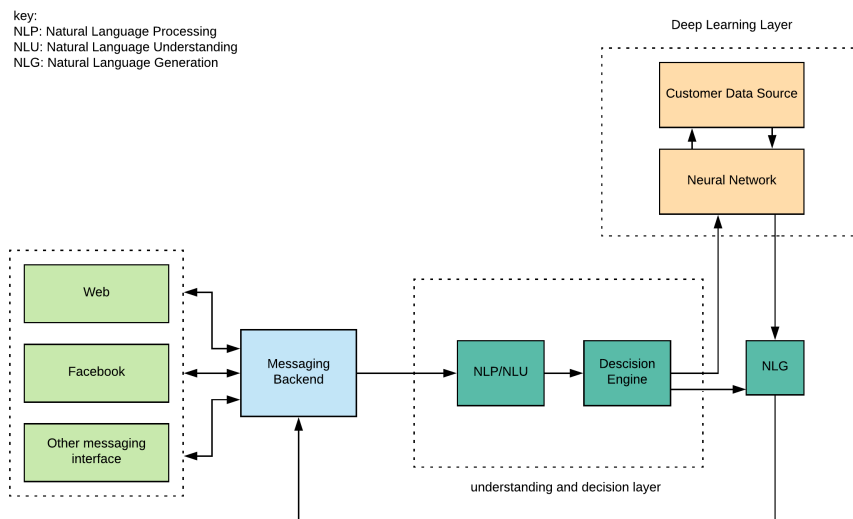 key:
NLP: Natural Language Processing
NLU: Natural Language Understanding
NLG: Natural Language Generation
Deep Learning Layer
Customer Data Source
Neural Network
Web
Facebook
Other messaging
interface
Messaging
Backend
NLP/NLU
Descision
Engine
NLG
understanding and decision layer